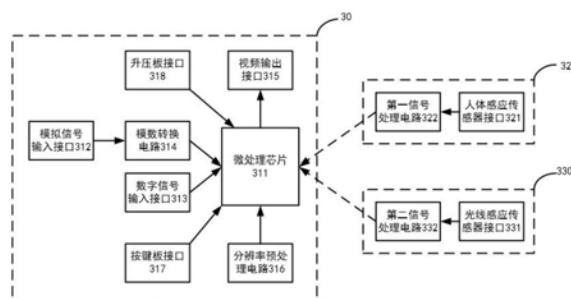 30
升压板接口
318
视频输出
接口315
模拟信号
输入接口312
模数转换
电路314
微处理芯片
311
数字信号
输入接口313
按键板接口
317
分辨率预处
理电路316
32
第一信号
处理电路322
人体感应传
感器接口321
330
第二信号
处理电路332
光线感应传
感器接口331